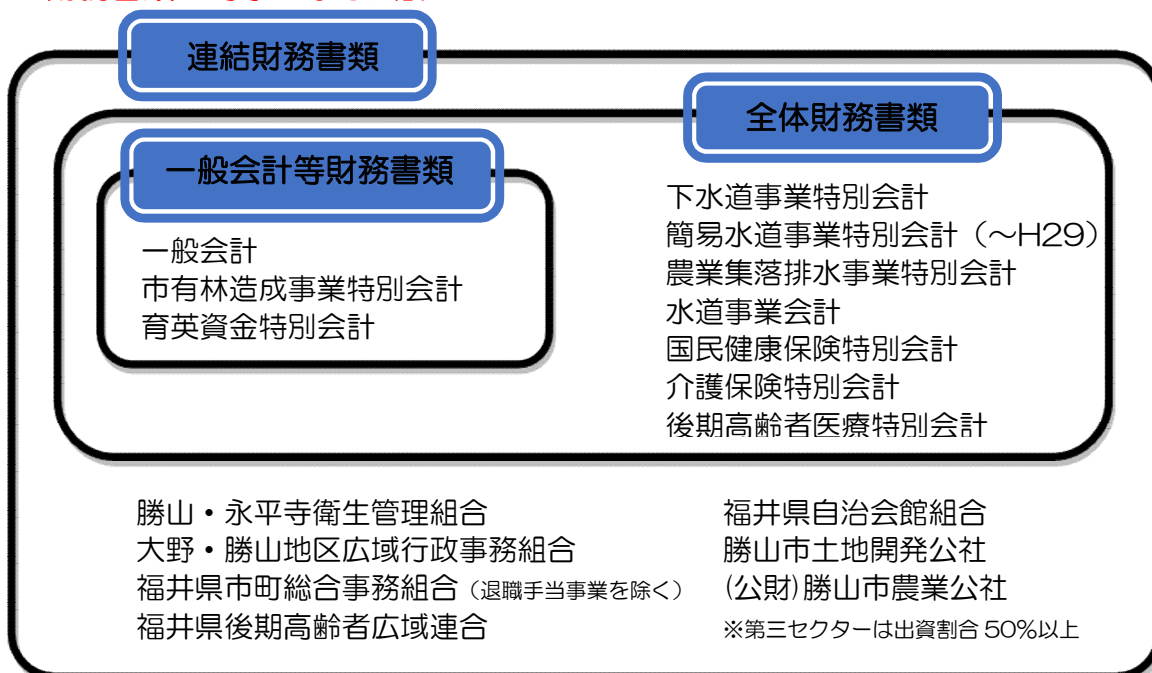 連結財務書類
全体財務書類
一般会計等財務書類
一般会計
市有林造成事業特別会計
育英資金特別会計
下水道事業特別会計
簡易水道事業特別会計（～H29）
農業集落排水事業特別会計
水道事業会計
国民健康保険特別会計
介護保険特別会計
後期高齢者医療特別会計
勝山・永平寺衛生管理組合
大野・勝山地区広域行政事務組合
福井県市町総合事務組合（退職手当事業を除く）
福井県後期高齢者広域連合
福井県自治会館組合
勝山市土地開発公社
(公財)勝山市農業公社
※第三セクターは出資割合 50%以上